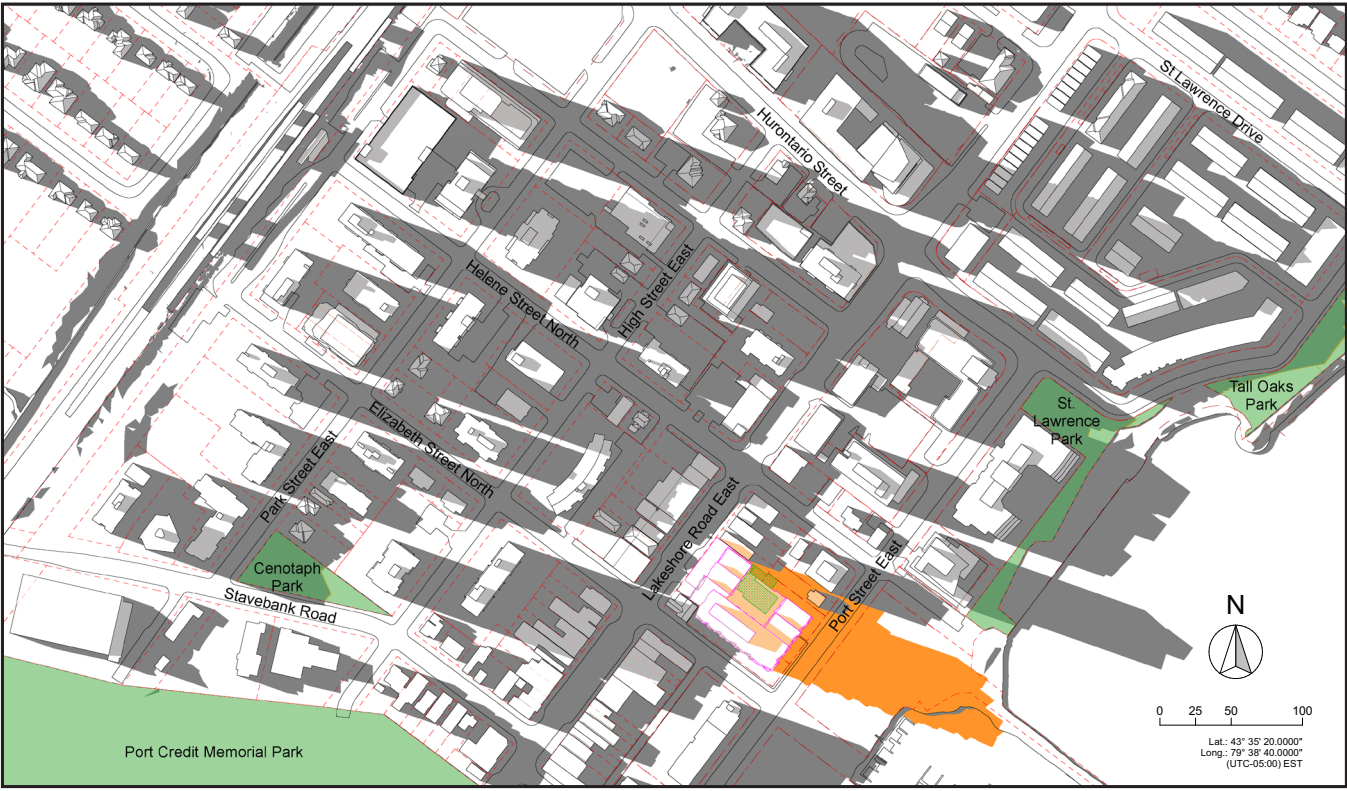 St Lawrence Drive
Hurontario Street
High Street East
Helene Street North
Tall Oaks
Park
St.
Lawrence
Park
Elizabeth Street North
Park Street East
Lakeshore Road East
Port Street East
Cenotaph
Park
Stavebank Road
N
0 25 50 100
Lat.: 43° 35' 20.0000"
Long.: 79° 38' 40.0000"
(UTC-05:00) EST
Port Credit Memorial Park